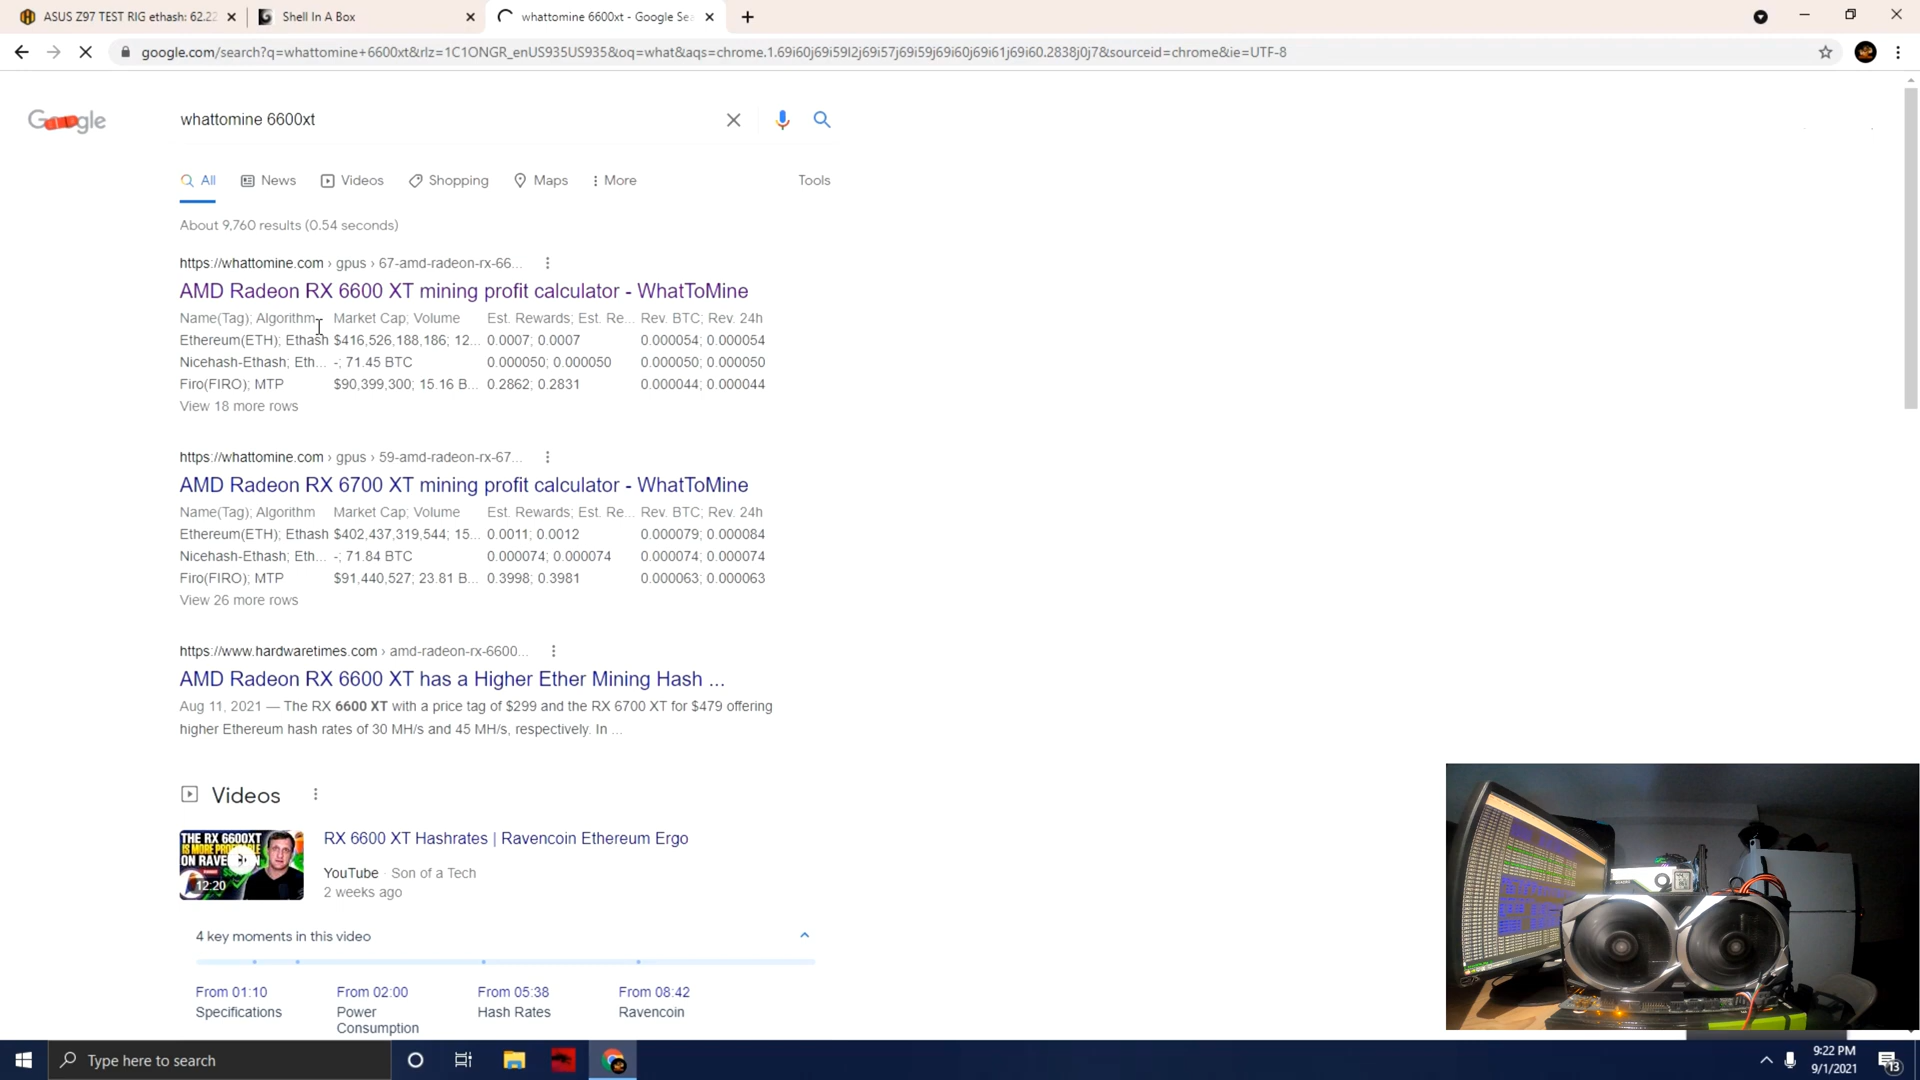 ASUS Z97 TEST RIG ethash: 62.22
Shell In A Box
whattomine 6600xt - Google Sea
google.com/search?q=whattomine+6600xt&rlz=1C1ONGR_enUS935US935&oq=what&aqs=chrome.1.69i60j69i59l2j69i57j69i59j69i60j69i61j69i60.2838j0j7&sourceid=chrome&ie=UTF-8
Google
whattomine 6600xt
All
News
Videos
Shopping
Maps
More
Tools
About 9,760 results (0.54 seconds)
https://whattomine.com › gpus › 67-amd-radeon-rx-66...
AMD Radeon RX 6600 XT mining profit calculator - WhatToMine
Name(Tag); Algorithm Market Cap; Volume Est. Rewards; Est. Re... Rev. BTC; Rev. 24h
Ethereum(ETH); Ethash $416,526,188,186; 12... 0.0007; 0.0007 0.000054; 0.000054
Nicehash-Ethash; Eth... -; 71.45 BTC 0.000050; 0.000050 0.000050; 0.000050
Firo(FIRO); MTP $90,399,300; 15.16 B... 0.2862; 0.2831 0.000044; 0.000044
View 18 more rows
https://whattomine.com › gpus › 59-amd-radeon-rx-67...
AMD Radeon RX 6700 XT mining profit calculator - WhatToMine
Name(Tag); Algorithm Market Cap; Volume Est. Rewards; Est. Re... Rev. BTC; Rev. 24h
Ethereum(ETH); Ethash $402,437,319,544; 15... 0.0011; 0.0012 0.000079; 0.000084
Nicehash-Ethash; Eth... -; 71.84 BTC 0.000074; 0.000074 0.000074; 0.000074
Firo(FIRO); MTP $91,440,527; 23.81 B... 0.3998; 0.3981 0.000063; 0.000063
View 26 more rows
https://www.hardwaretimes.com › amd-radeon-rx-6600...
AMD Radeon RX 6600 XT has a Higher Ether Mining Hash ...
Aug 11, 2021 — The RX 6600 XT with a price tag of $299 and the RX 6700 XT for $479 offering
higher Ethereum hash rates of 30 MH/s and 45 MH/s, respectively. In ...
Videos
THE RX 6600XT
IS MORE PROFITABLE
ON RAVEN
12:20
RX 6600 XT Hashrates | Ravencoin Ethereum Ergo
YouTube · Son of a Tech
2 weeks ago
4 key moments in this video
From 01:10
Specifications
From 02:00
Power
Consumption
From 05:38
Hash Rates
From 08:42
Ravencoin
Type here to search
9:22 PM
9/1/2021
13